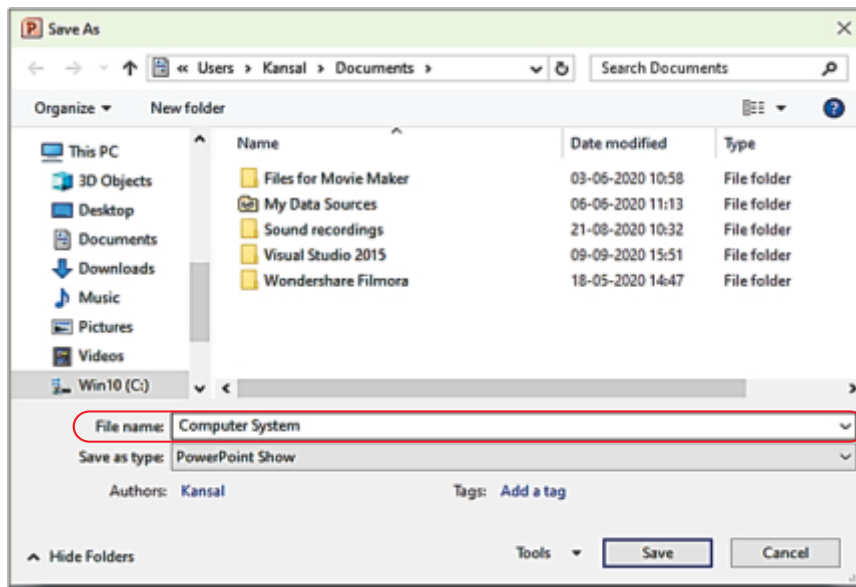 Save As
« Users › Kansal › Documents ›
Search Documents
Organize
New folder
Name
Date modified
Type
This PC
3D Objects
Desktop
Documents
Downloads
Music
Pictures
Videos
Win10 (C:)
Files for Movie Maker 03-06-2020 10:58 File folder
My Data Sources 06-06-2020 11:13 File folder
Sound recordings 21-08-2020 10:32 File folder
Visual Studio 2015 09-09-2020 15:51 File folder
Wondershare Filmora 18-05-2020 14:47 File folder
File name: Computer System
Save as type: PowerPoint Show
Authors: Kansal
Tags: Add a tag
Hide Folders
Tools
Save
Cancel